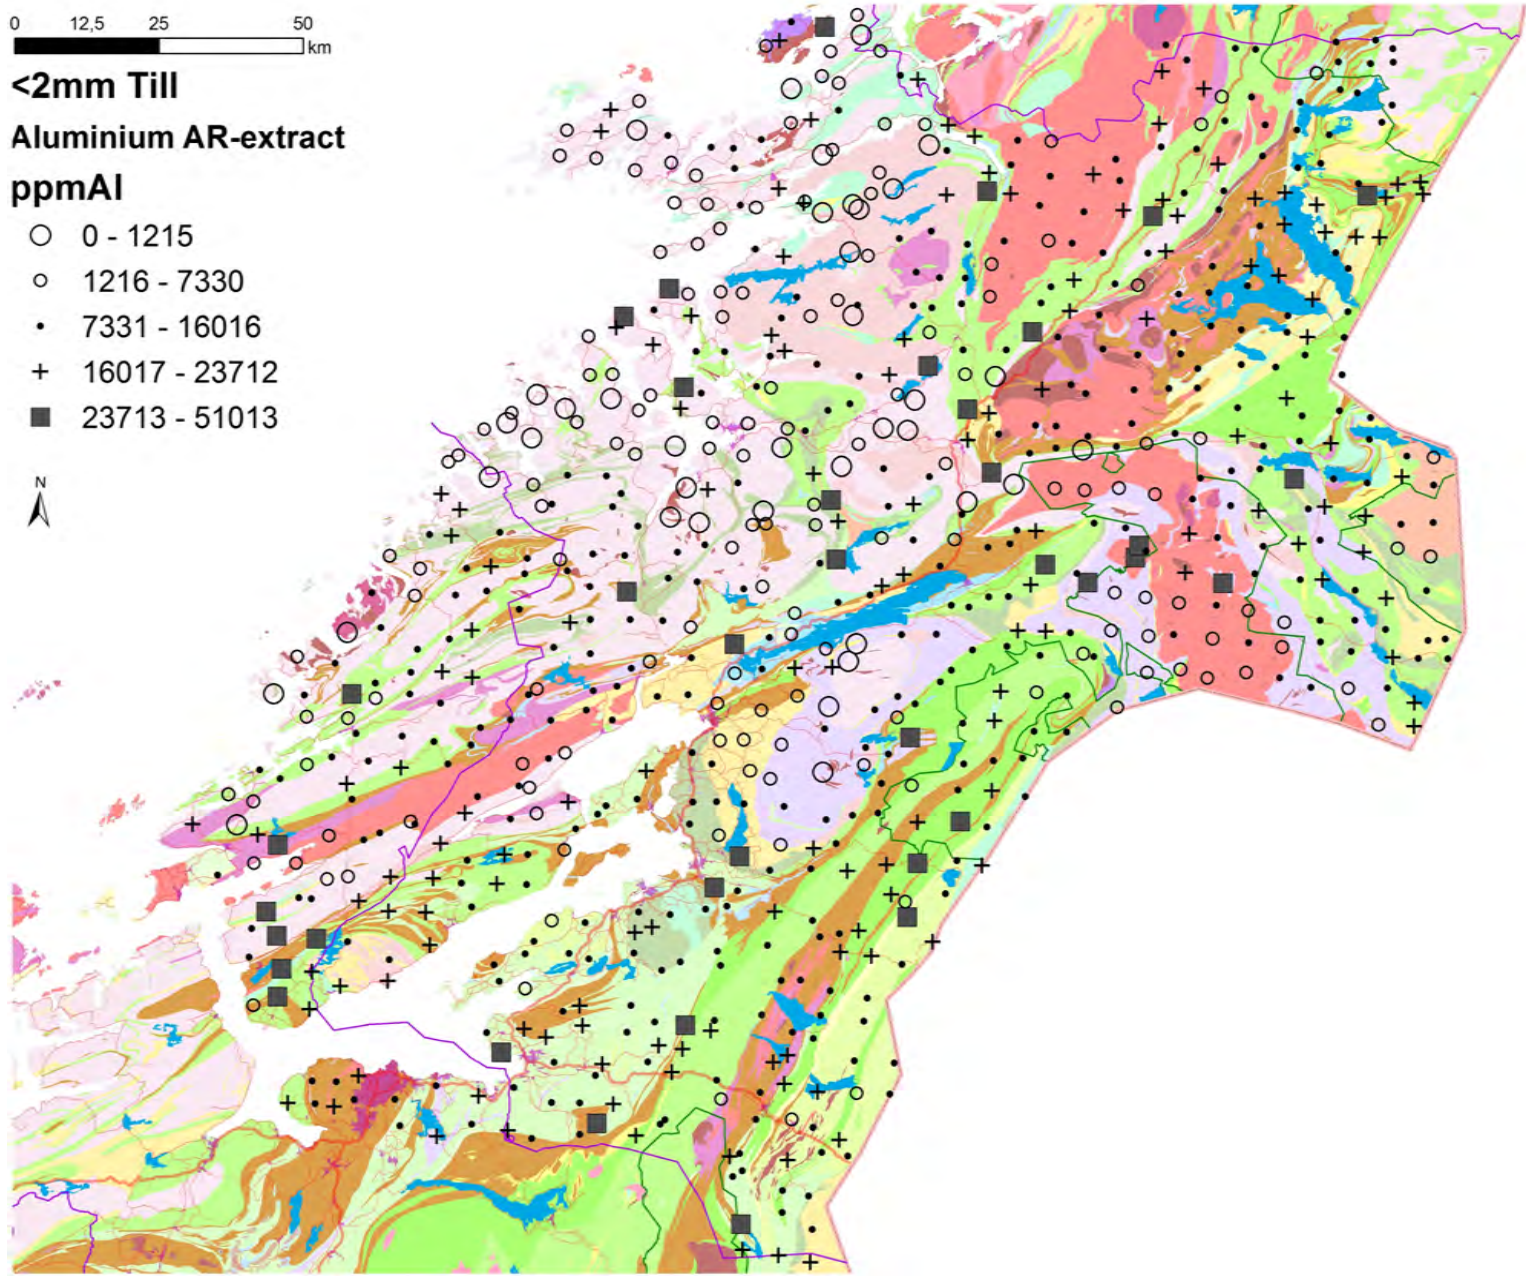 0 12,5 25 50
km
<2mm Till
Aluminium AR-extract
ppmAl
0 - 1215
1216 - 7330
7331 - 16016
16017 - 23712
23713 - 51013
N